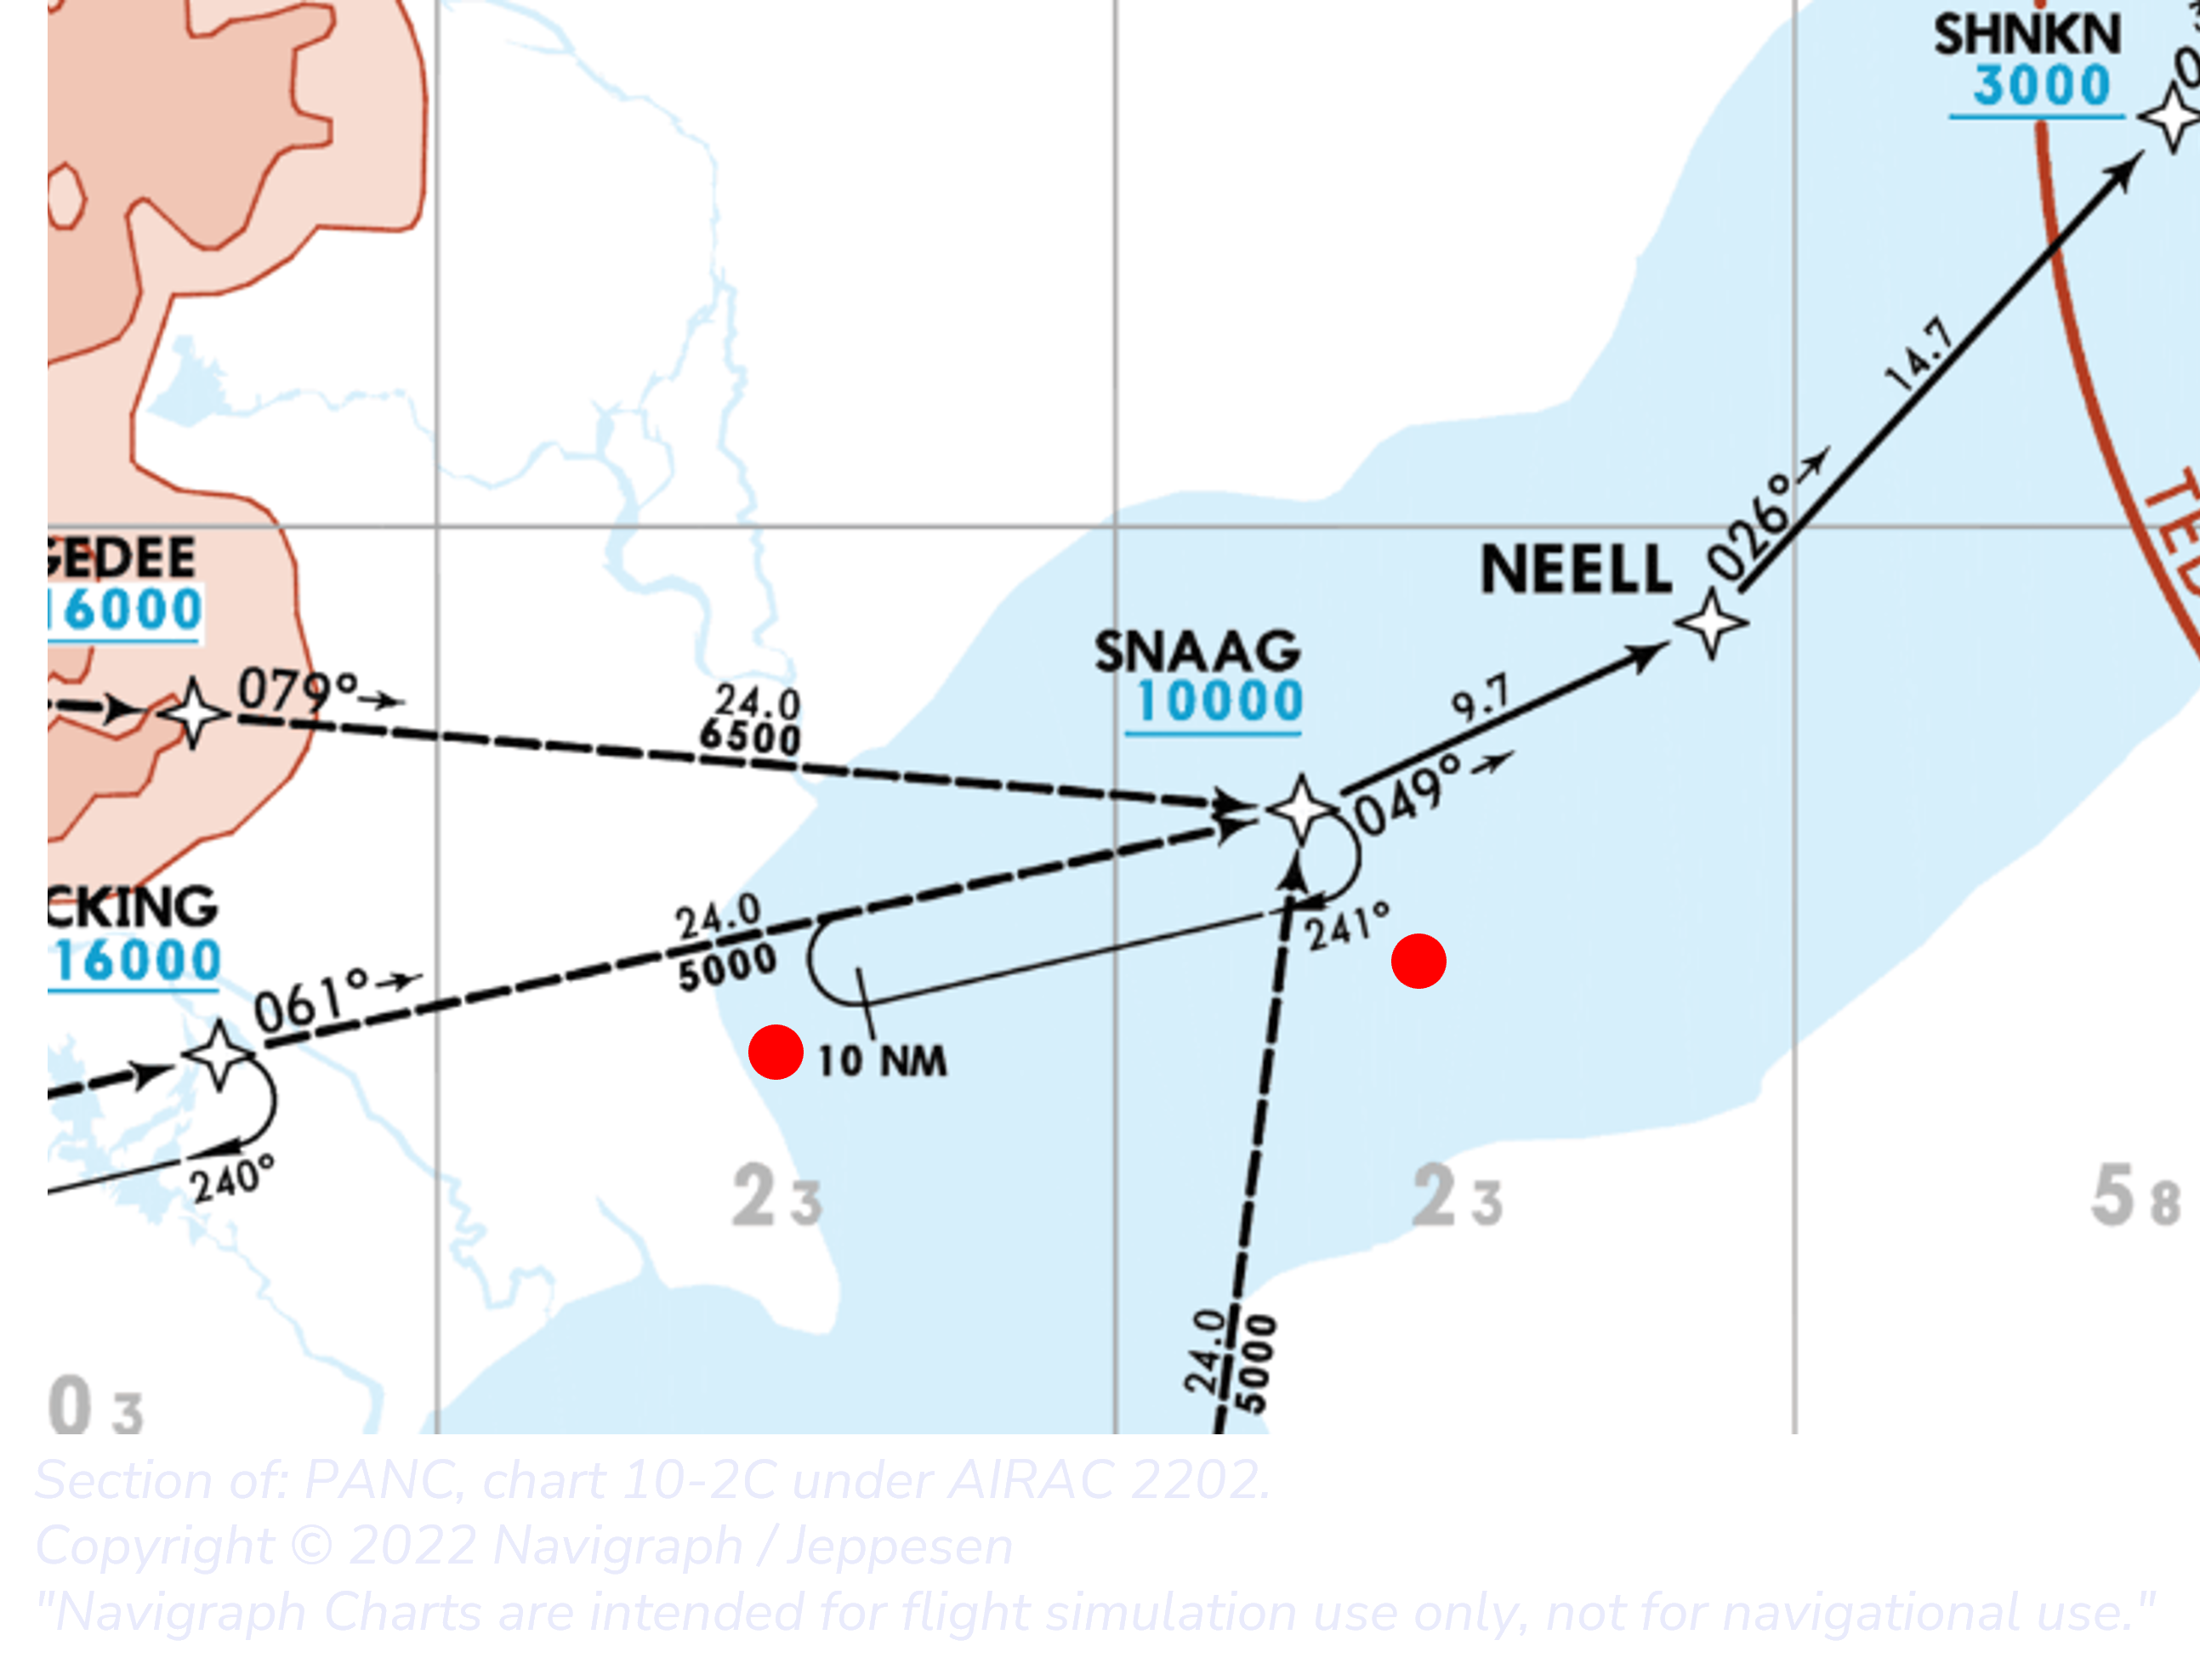 SHNKN
3000
14.7
026°
GEDEE
16000
NEELL
SNAAG
10000
079°
24.0
6500
9.7
049°
CKING
16000
24.0
5000
241°
061°
10 NM
240°
23
23
58
24.0
5000
03
Section of: PANC, chart 10-2C under AIRAC 2202.
Copyright © 2022 Navigraph / Jeppesen
"Navigraph Charts are intended for flight simulation use only, not for navigational use."